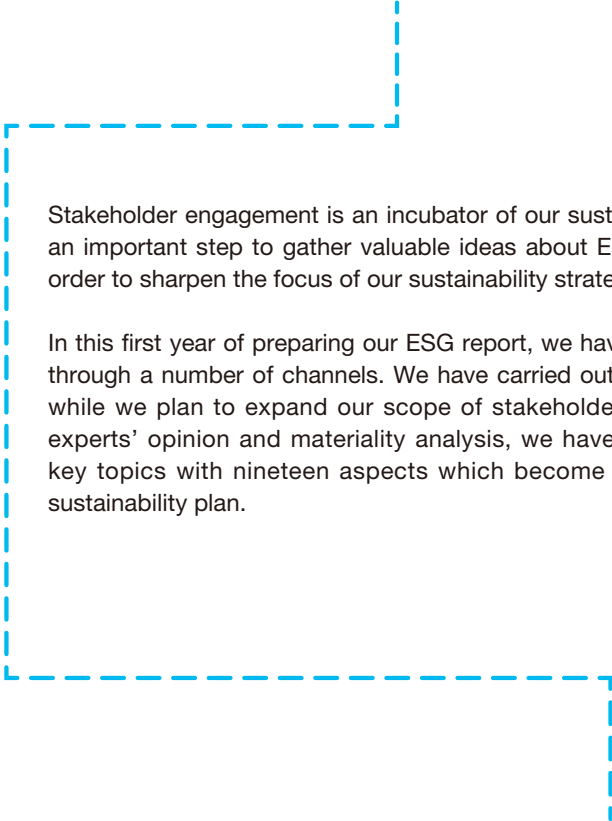 Stakeholder engagement is an incubator of our sust
an important step to gather valuable ideas about E
order to sharpen the focus of our sustainability strate
In this first year of preparing our ESG report, we hav
through a number of channels. We have carried out
while we plan to expand our scope of stakeholde
experts’ opinion and materiality analysis, we have
key topics with nineteen aspects which become
sustainability plan.